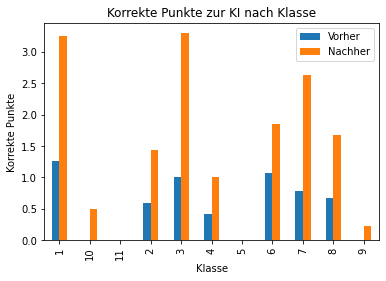 Korrekte Punkte zur KI nach Klasse
Vorher
Nachher
Korrekte Punkte
3.0
2.5
2.0
1.5
1.0
0.5
0.0
1 10 11 2 3 4 5 6 7 8 9
Klasse